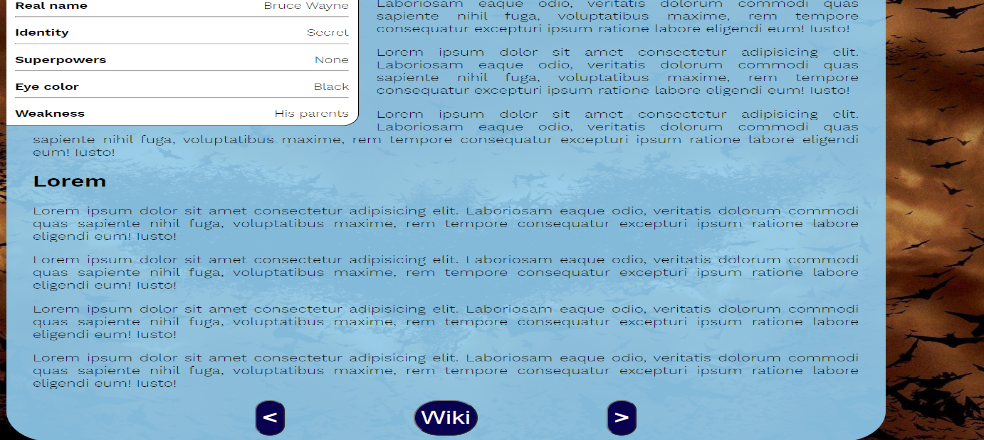 Real name Bruce Wayne
Identity Secret
Superpowers None
Eye color Black
Weakness His parents
Laboriosam eaque odio, veritatis dolorum commodi quas
sapiente nihil fuga, voluptatibus maxime, rem tempore
consequatur excepturi ipsum ratione labore eligendi eum! Iusto!
Lorem ipsum dolor sit amet consectetur adipisicing elit.
Laboriosam eaque odio, veritatis dolorum commodi quas
sapiente nihil fuga, voluptatibus maxime, rem tempore
consequatur excepturi ipsum ratione labore eligendi eum! Iusto!
Lorem ipsum dolor sit amet consectetur adipisicing elit.
Laboriosam eaque odio, veritatis dolorum commodi quas
sapiente nihil fuga, voluptatibus maxime, rem tempore consequatur excepturi ipsum ratione labore eligendi
eum! Iusto!
Lorem
Lorem ipsum dolor sit amet consectetur adipisicing elit. Laboriosam eaque odio, veritatis dolorum commodi
quas sapiente nihil fuga, voluptatibus maxime, rem tempore consequatur excepturi ipsum ratione labore
eligendi eum! Iusto!
Lorem ipsum dolor sit amet consectetur adipisicing elit. Laboriosam eaque odio, veritatis dolorum commodi
quas sapiente nihil fuga, voluptatibus maxime, rem tempore consequatur excepturi ipsum ratione labore
eligendi eum! Iusto!
Lorem ipsum dolor sit amet consectetur adipisicing elit. Laboriosam eaque odio, veritatis dolorum commodi
quas sapiente nihil fuga, voluptatibus maxime, rem tempore consequatur excepturi ipsum ratione labore
eligendi eum! Iusto!
Lorem ipsum dolor sit amet consectetur adipisicing elit. Laboriosam eaque odio, veritatis dolorum commodi
quas sapiente nihil fuga, voluptatibus maxime, rem tempore consequatur excepturi ipsum ratione labore
eligendi eum! Iusto!
< Wiki >